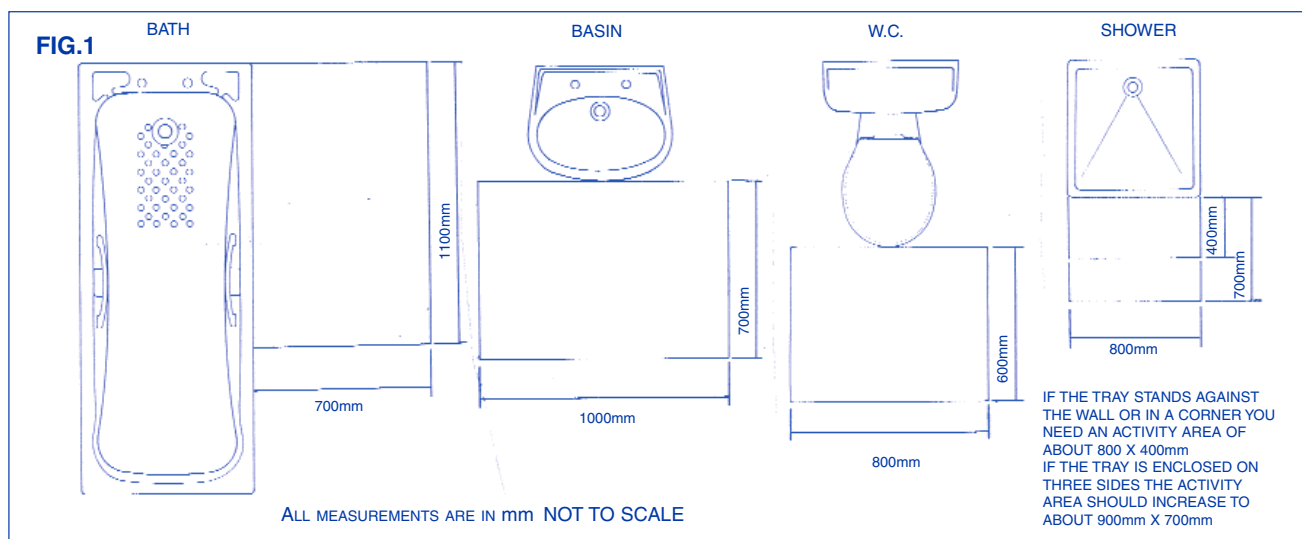 FIG.1
BATH
BASIN
W.C.
SHOWER
1100mm
700mm
700mm
1000mm
600mm
800mm
400mm
700mm
800mm
IF THE TRAY STANDS AGAINST
THE WALL OR IN A CORNER YOU
NEED AN ACTIVITY AREA OF
ABOUT 800 X 400mm
IF THE TRAY IS ENCLOSED ON
THREE SIDES THE ACTIVITY
AREA SHOULD INCREASE TO
ABOUT 900mm X 700mm
ALL MEASUREMENTS ARE IN mm NOT TO SCALE